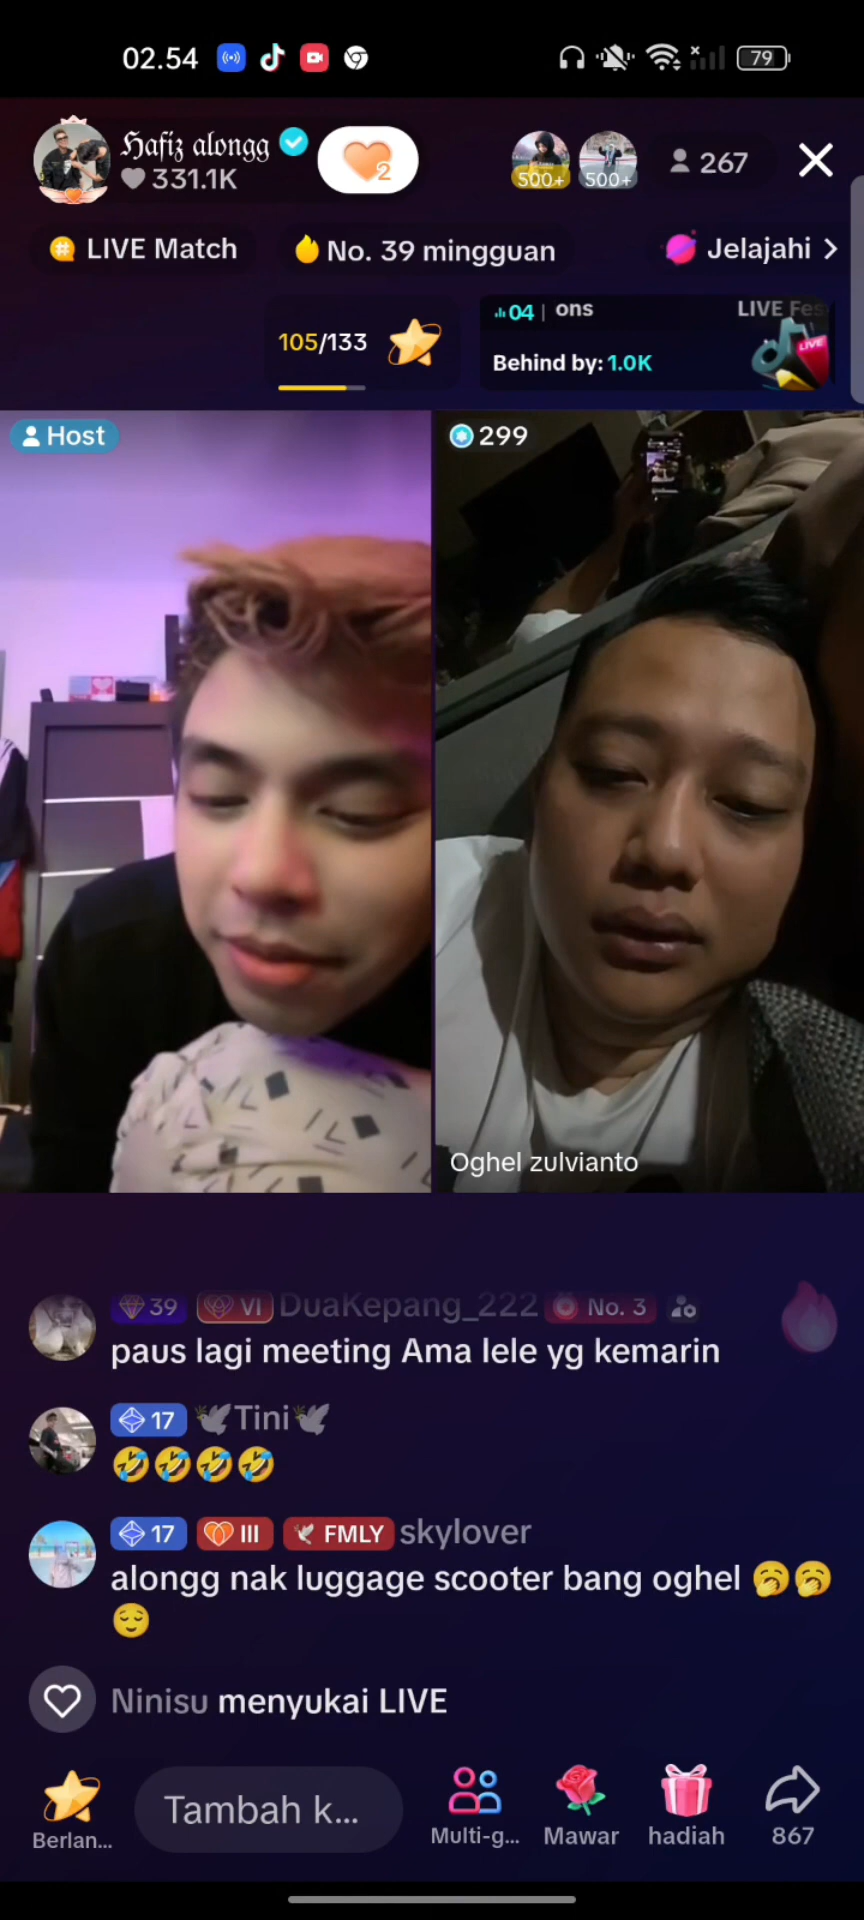 02.54 79
Hafiz alongg
331.1K
2
500+ 500+
267
LIVE Match
No. 39 mingguan
Jelajahi
105/133
04 | ons
LIVE Fes
Behind by: 1.0K
LIVE
Host
299
Oghel zulvianto
39 VI DuaKepang_222 No. 3
paus lagi meeting Ama lele yg kemarin
17 🕊Tini🕊
🤣🤣🤣🤣
17 III FMLY skylover
alongg nak luggage scooter bang oghel 🥱🥱
😌
Ninisu menyukai LIVE
Tambah k...
Berlan...
Multi-g...
Mawar
hadiah
867